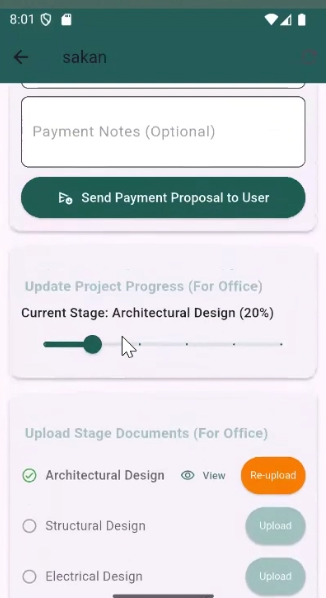 8:01
sakan
Payment Notes (Optional)
Send Payment Proposal to User
Update Project Progress (For Office)
Current Stage: Architectural Design (20%)
Upload Stage Documents (For Office)
Architectural Design View Re-upload
Structural Design Upload
Electrical Design Upload